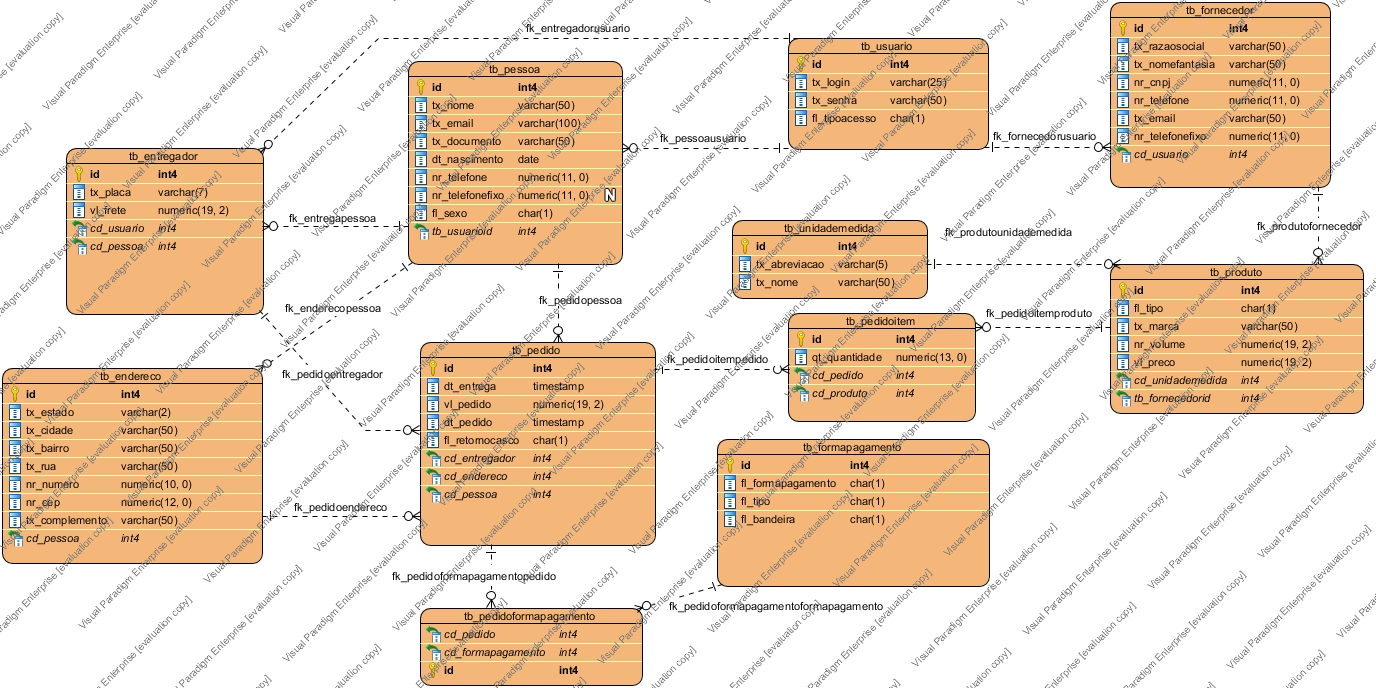 fk_entregadorusuario
tb_fornecedor
id int4
tx_razaosocial varchar(50)
tx_nomefantasia varchar(50)
nr_cnpj numeric(11, 0)
nr_telefone numeric(11, 0)
tx_email varchar(50)
nr_telefonefixo numeric(11, 0)
cd_usuario int4
tb_usuario
id int4
tx_login varchar(25)
tx_senha varchar(50)
fl_tipoacesso char(1)
fk_fornecedorusuario
fk_pessoausuario
tb_pessoa
id int4
tx_nome varchar(50)
tx_email varchar(100)
tx_documento varchar(50)
dt_nascimento date
nr_telefone numeric(11, 0)
nr_telefonefixo numeric(11, 0) N
fl_sexo char(1)
tb_usuarioid int4
tb_entregador
id int4
tx_placa varchar(7)
vl_frete numeric(19, 2)
cd_usuario int4
cd_pessoa int4
fk_entregapessoa
fk_produtofornecedor
tb_unidademedida
id int4
tx_abreviacao varchar(5)
tx_nome varchar(50)
fk_produtounidademedida
tb_produto
id int4
fl_tipo char(1)
tx_marca varchar(50)
nr_volume numeric(19, 2)
vl_preco numeric(19, 2)
cd_unidademedida int4
tb_fornecedorid int4
fk_pedidopessoa
fk_enderecopessoa
fk_pedidoitemproduto
tb_pedidoitem
id int4
qt_quantidade numeric(13, 0)
cd_pedido int4
cd_produto int4
fk_pedidoitempedido
tb_pedido
id int4
dt_entrega timestamp
vl_pedido numeric(19, 2)
dt_pedido timestamp
fl_retornocasco char(1)
cd_entregador int4
cd_endereco int4
cd_pessoa int4
fk_pedidoentregador
tb_endereco
id int4
tx_estado varchar(2)
tx_cidade varchar(50)
tx_bairro varchar(50)
tx_rua varchar(50)
nr_numero numeric(10, 0)
nr_cep numeric(12, 0)
tx_complemento varchar(50)
cd_pessoa int4
fk_pedidoendereco
tb_formapagamento
id int4
fl_formapagamento char(1)
fl_tipo char(1)
fl_bandeira char(1)
fk_pedidoformapagamentopedido
fk_pedidoformapagamentoformapagamento
tb_pedidoformapagamento
cd_pedido int4
cd_formapagamento int4
id int4
Visual Paradigm Enterprise [evaluation copy]